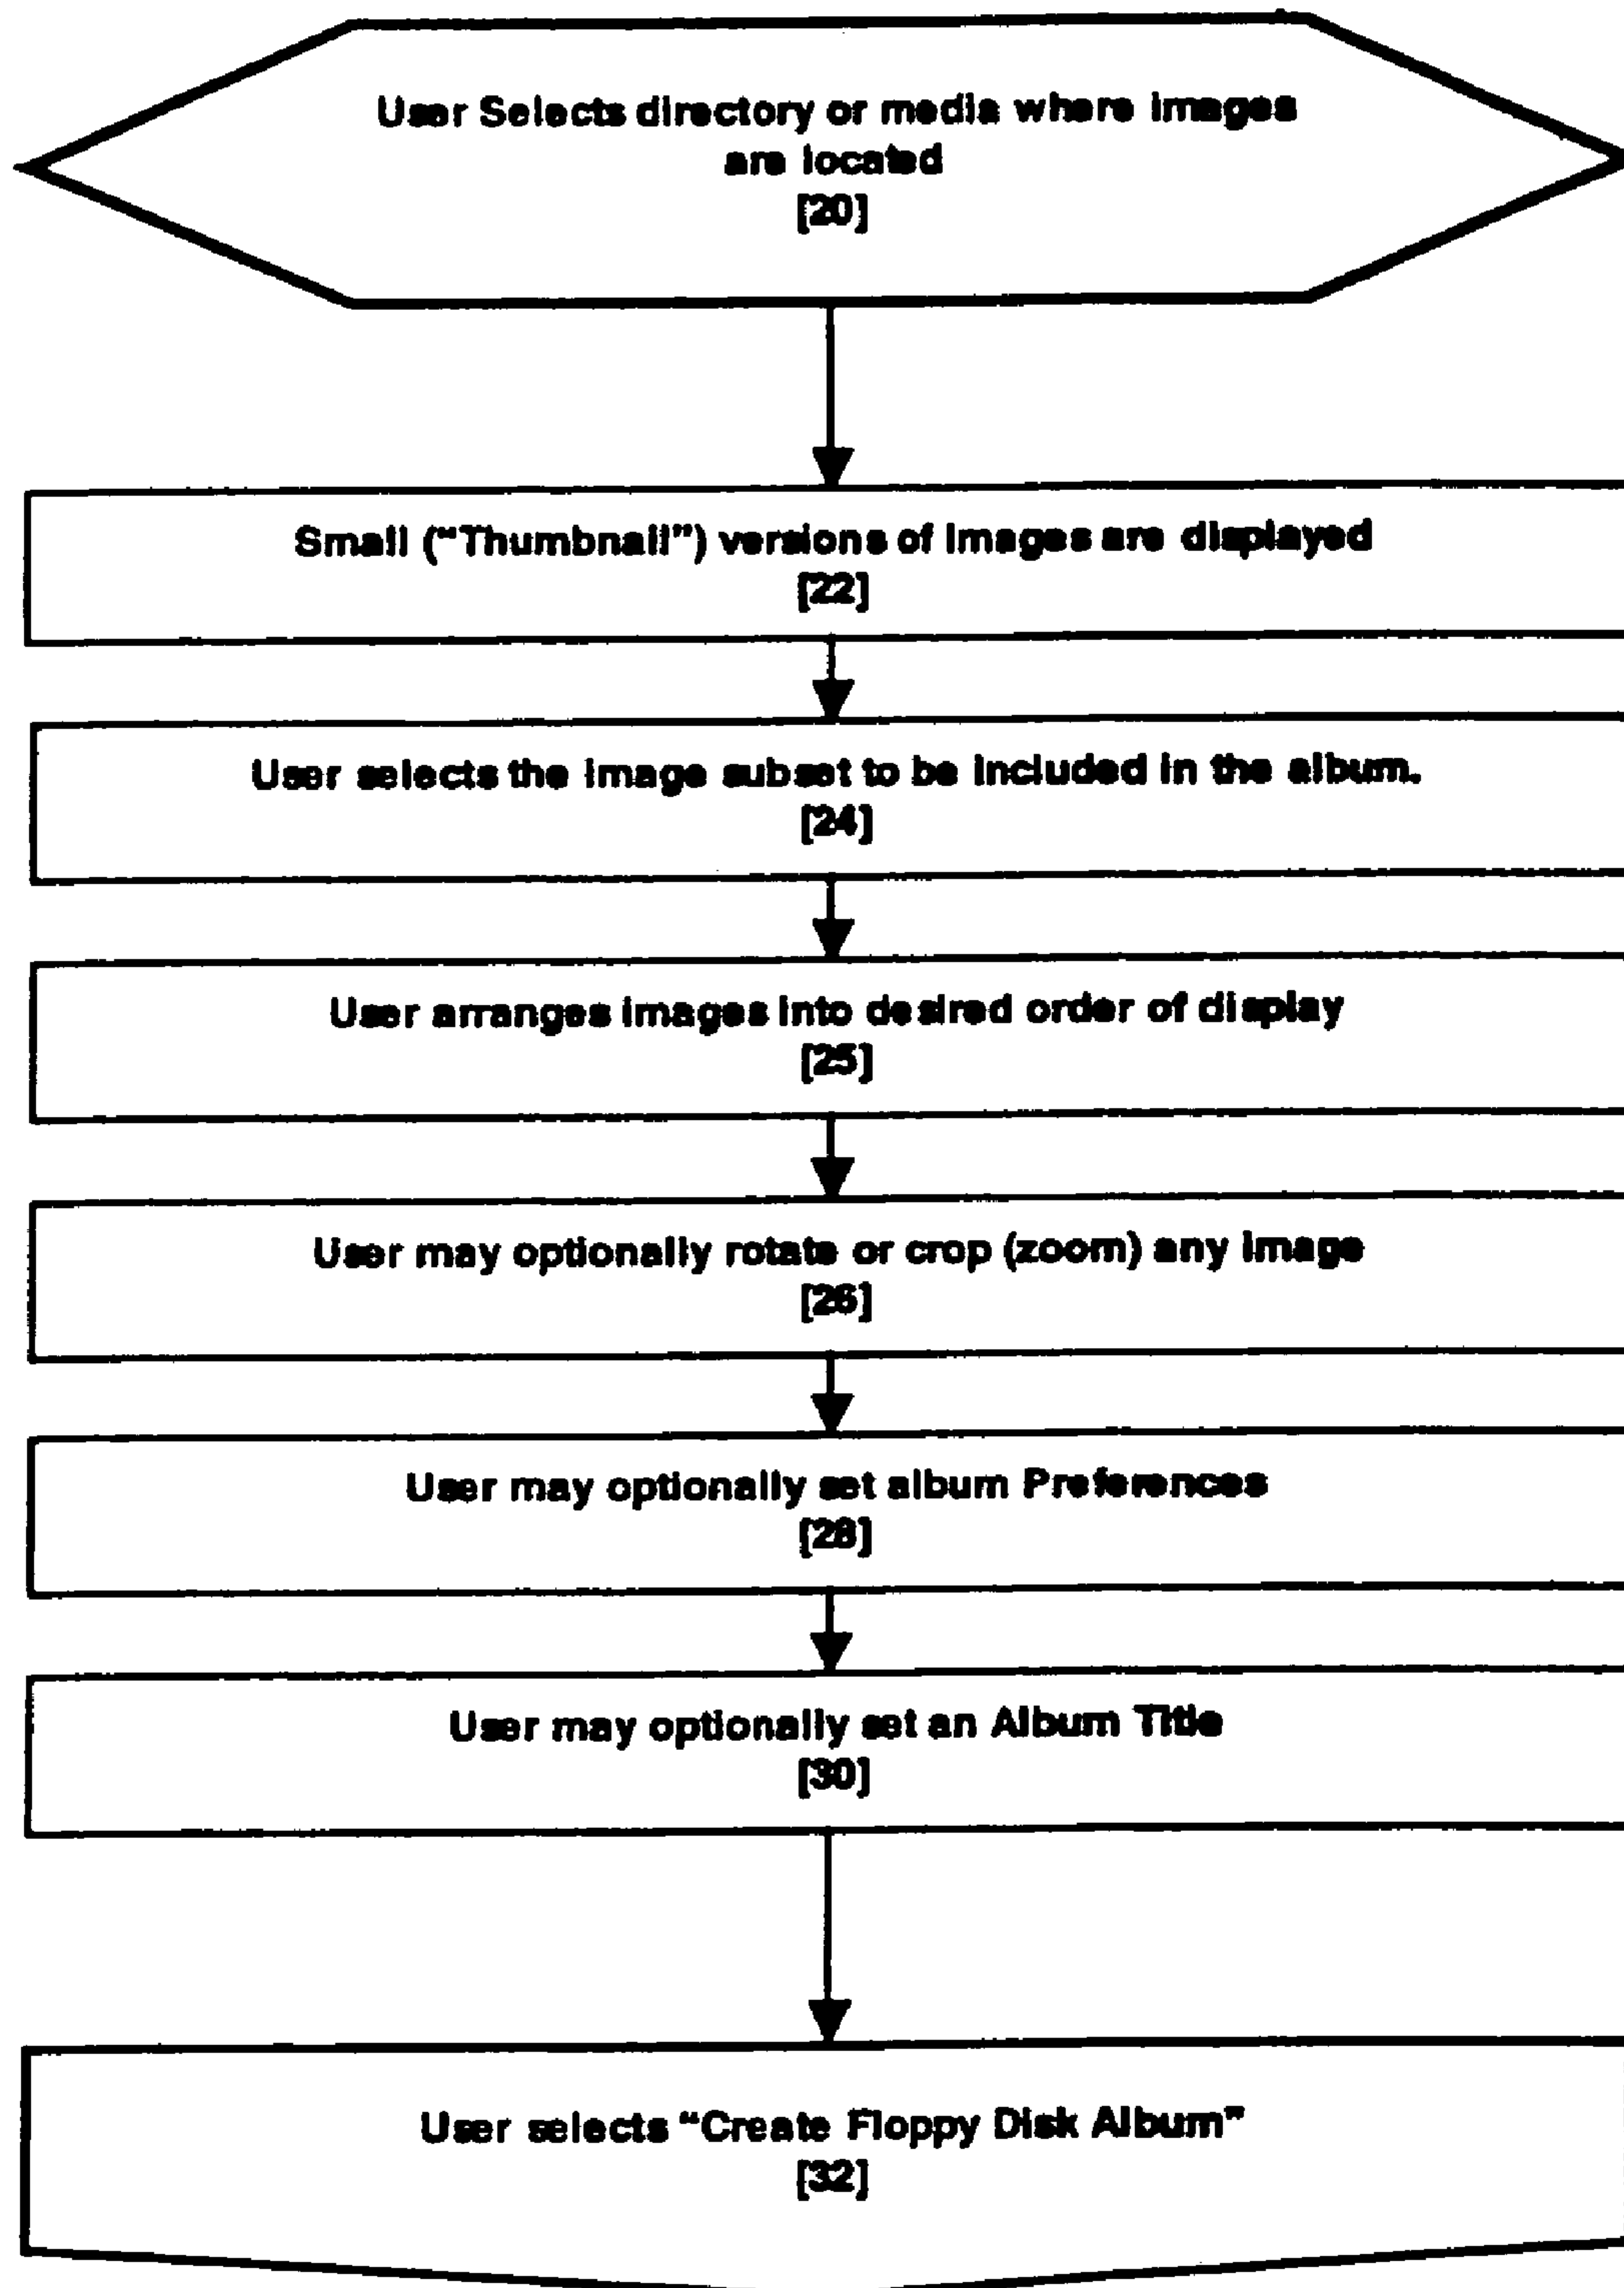 User Selects directory or media where images
are located
[20]
Small ("Thumbnail") versions of images are displayed
[22]
User selects the image subset to be included in the album.
[24]
User arranges images into desired order of display
[25]
User may optionally rotate or crop (zoom) any image
[26]
User may optionally set album Preferences
[28]
User may optionally set an Album Title
[30]
User selects “Create Floppy Disk Album”
[32]